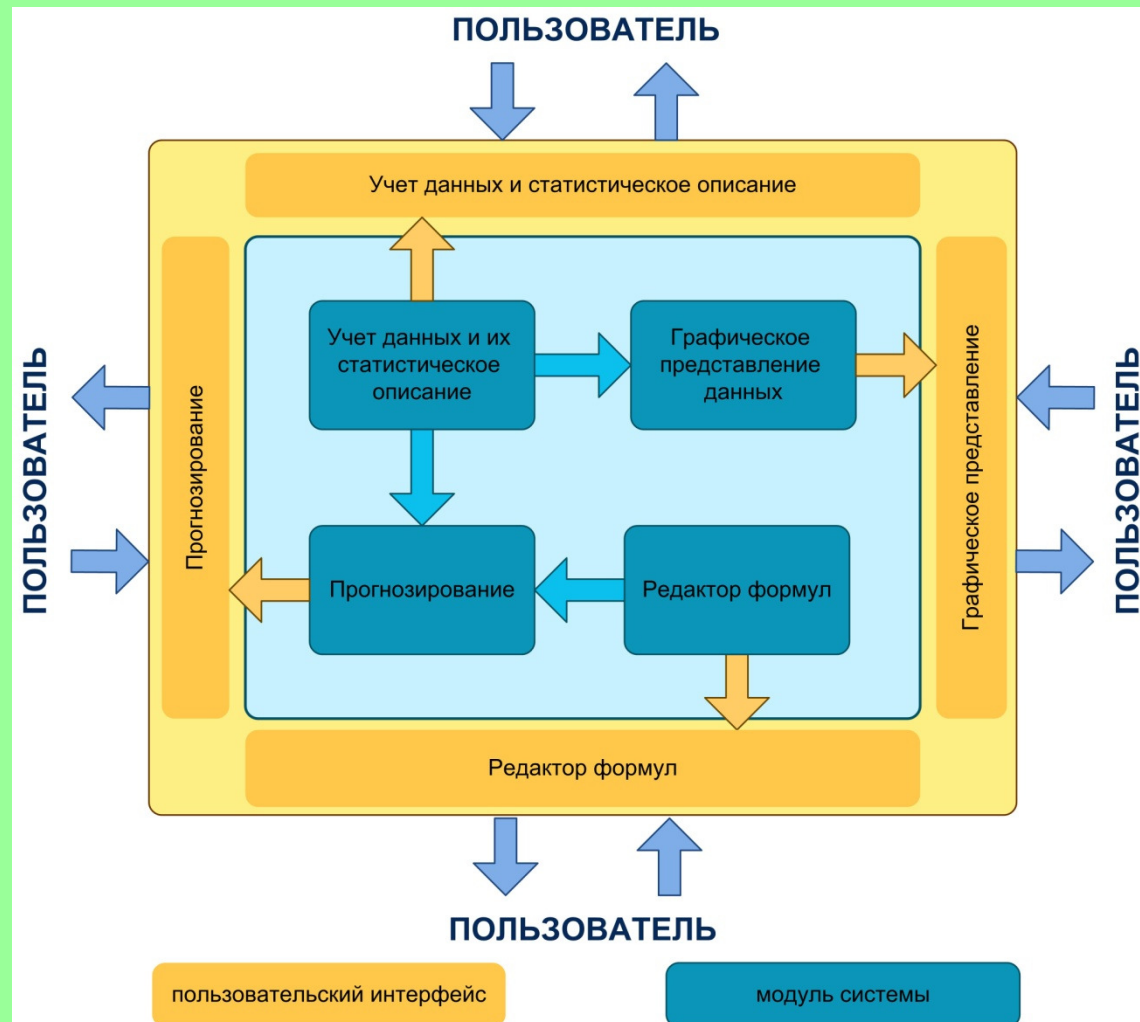 ПОЛЬЗОВАТЕЛЬ
Учет данных и статистическое описание
ПОЛЬЗОВАТЕЛЬ
Прогнозирование
Учет данных и их
статистическое
описание
Графическое
представление
данных
Графическое представление
ПОЛЬЗОВАТЕЛЬ
Прогнозирование
Редактор формул
Редактор формул
ПОЛЬЗОВАТЕЛЬ
пользовательский интерфейс
модуль системы